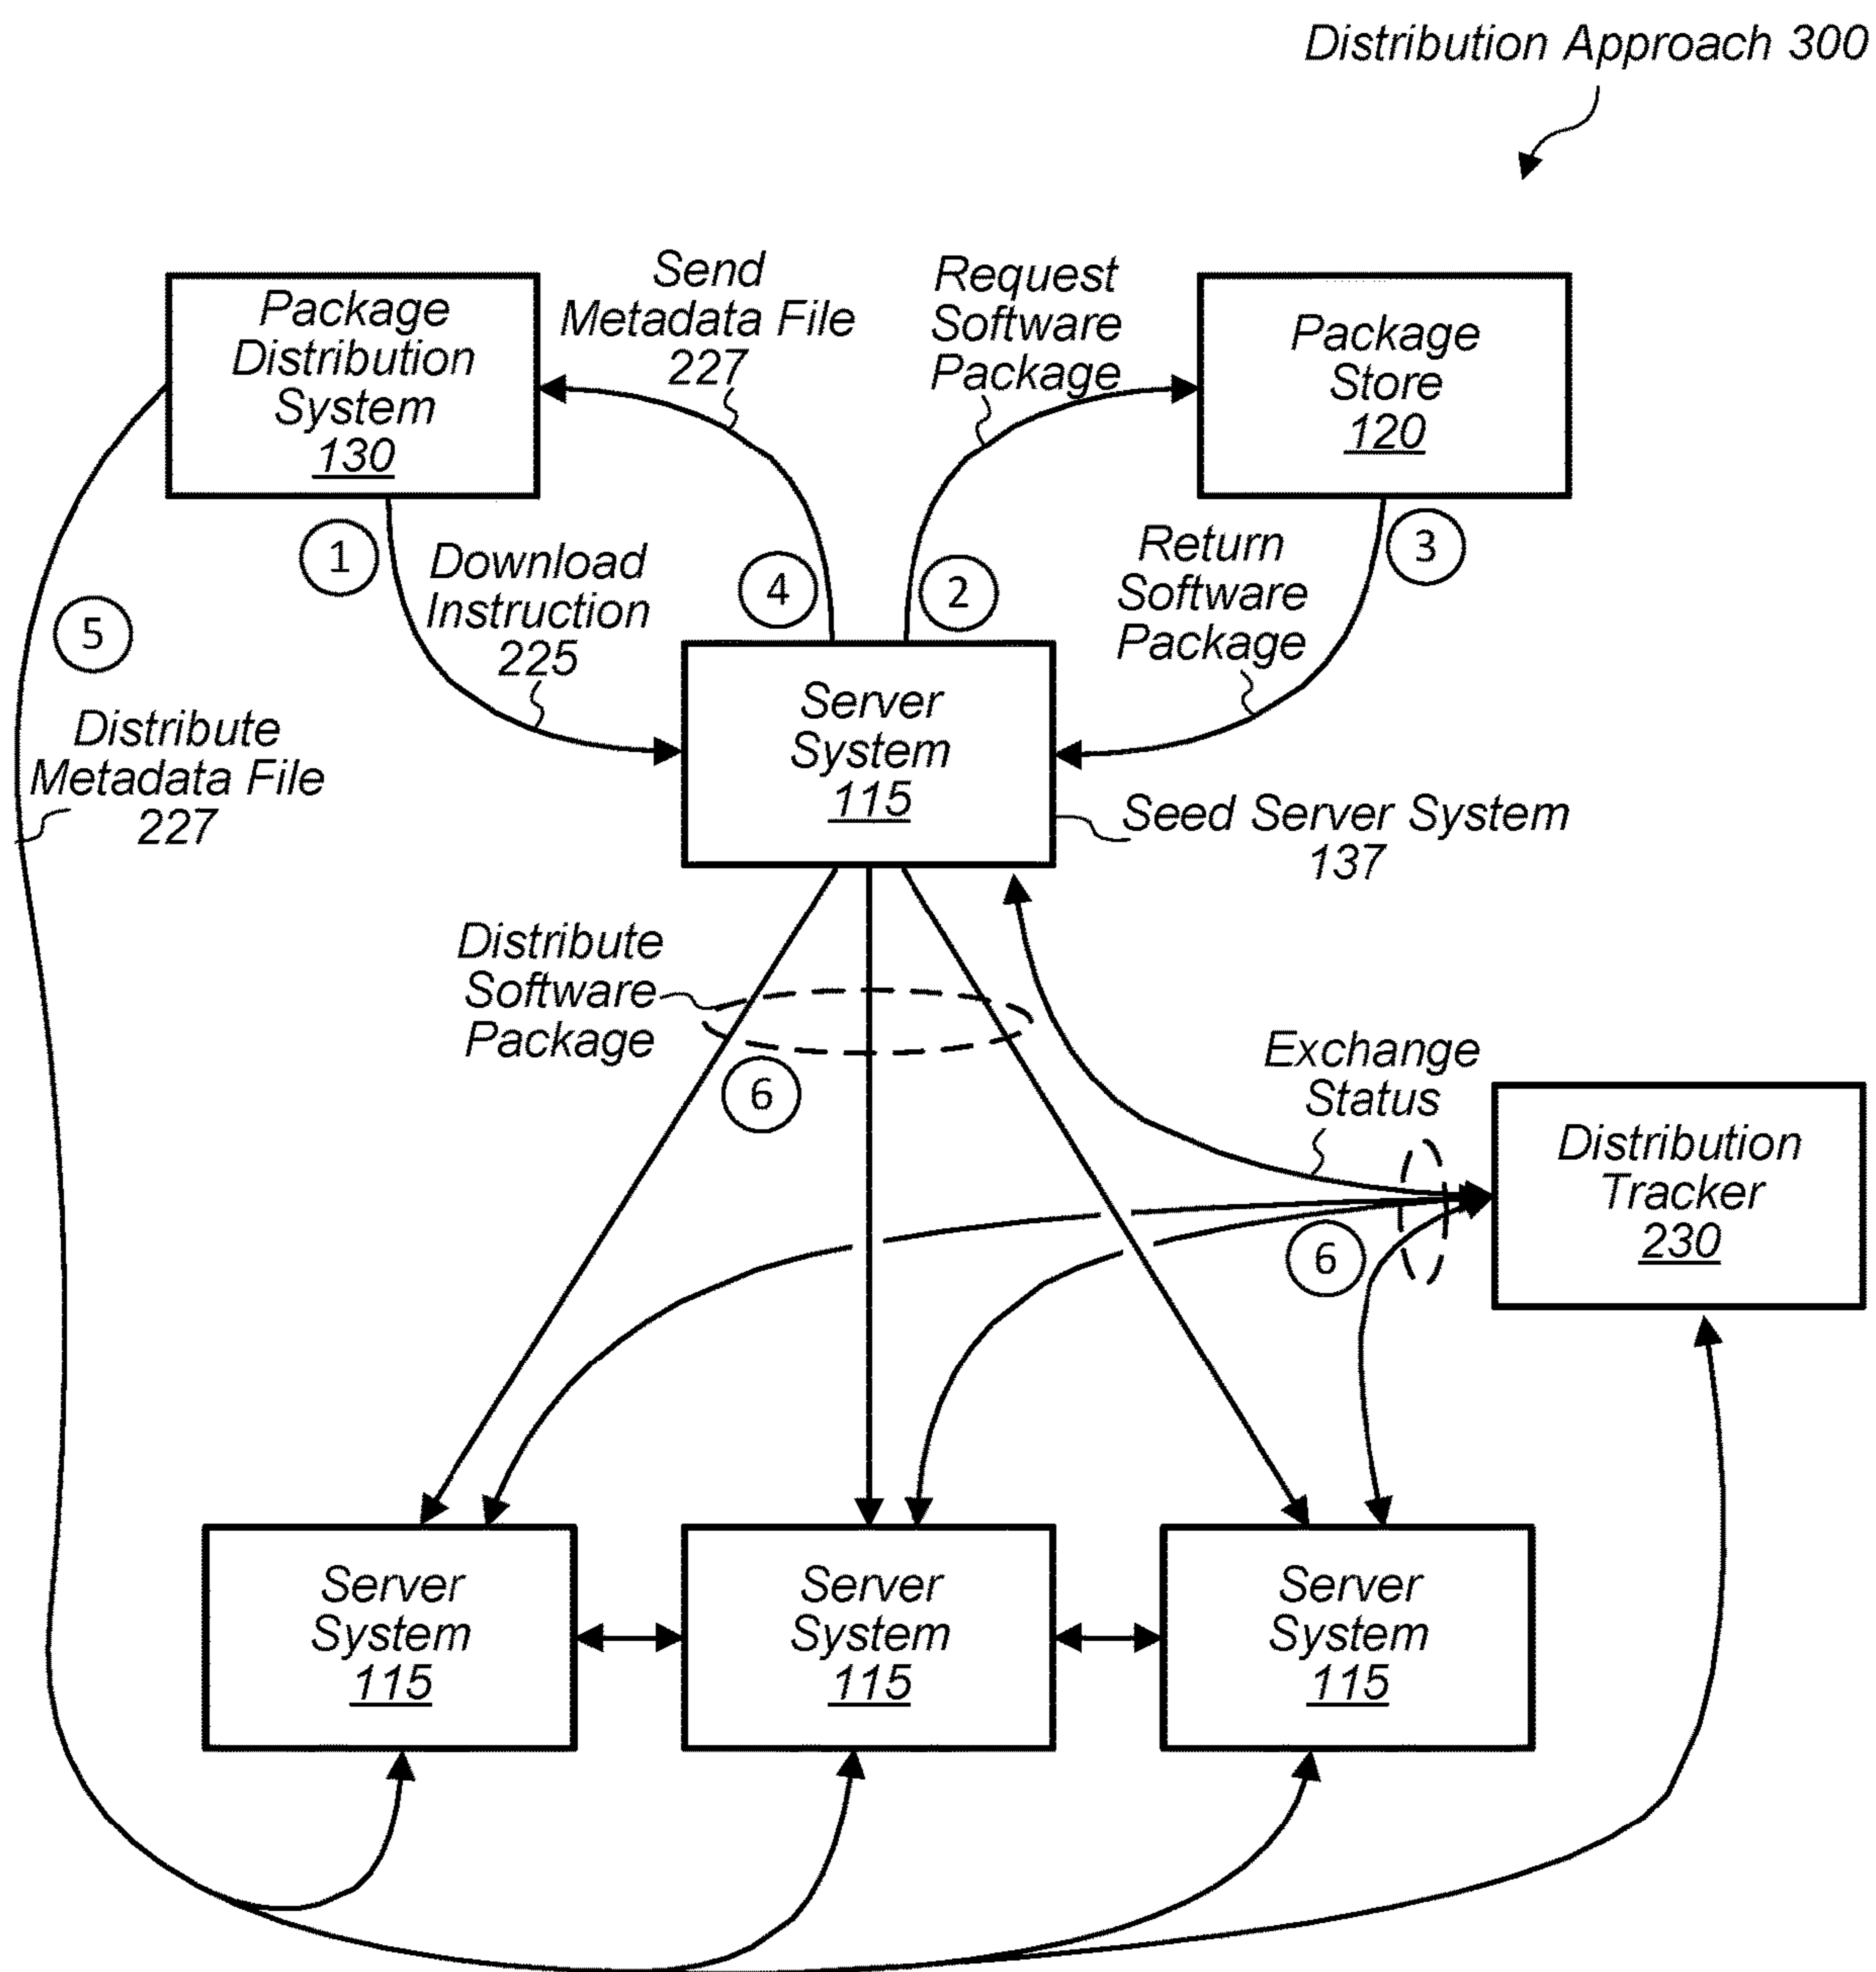 Distribution Approach 300
Package
Distribution
System
130
Send
Metadata File
227
Request
Software
Package
Package
Store
120
1
Download
Instruction
225
4
2
Return
Software
Package
3
5
Distribute
Metadata File
227
Server
System
115
Seed Server System
137
Distribute
Software
Package
6
Exchange
Status
6
Distribution
Tracker
230
Server
System
115
Server
System
115
Server
System
115